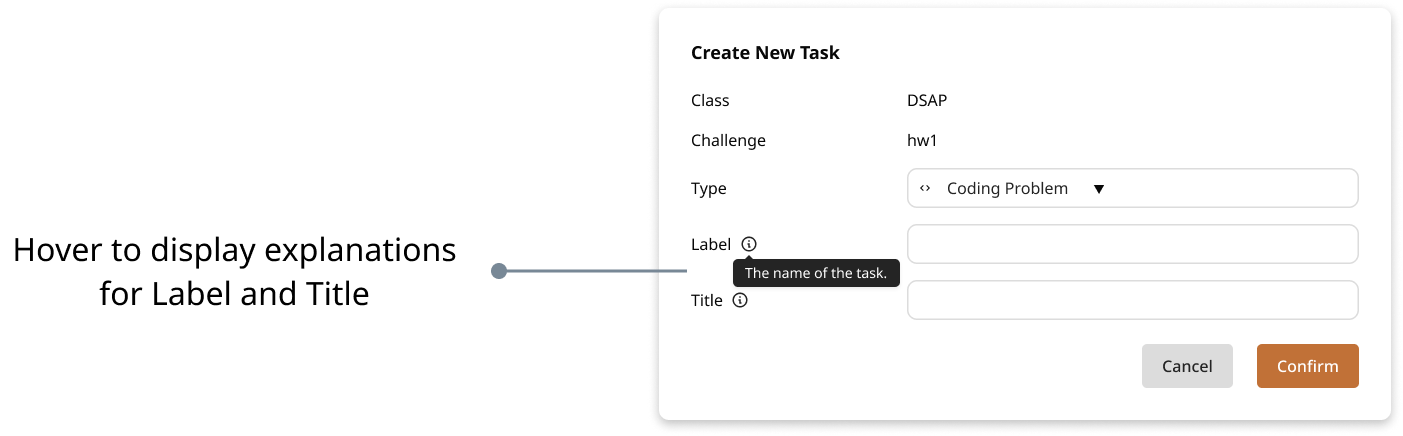 Hover to display explanations
for Label and Title
Create New Task
Class DSAP
Challenge hw1
Type Coding Problem
Label
The name of the task.
Title
Cancel Confirm